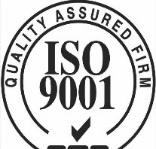 QUALITY ASSURED FIRM
ISO
9001